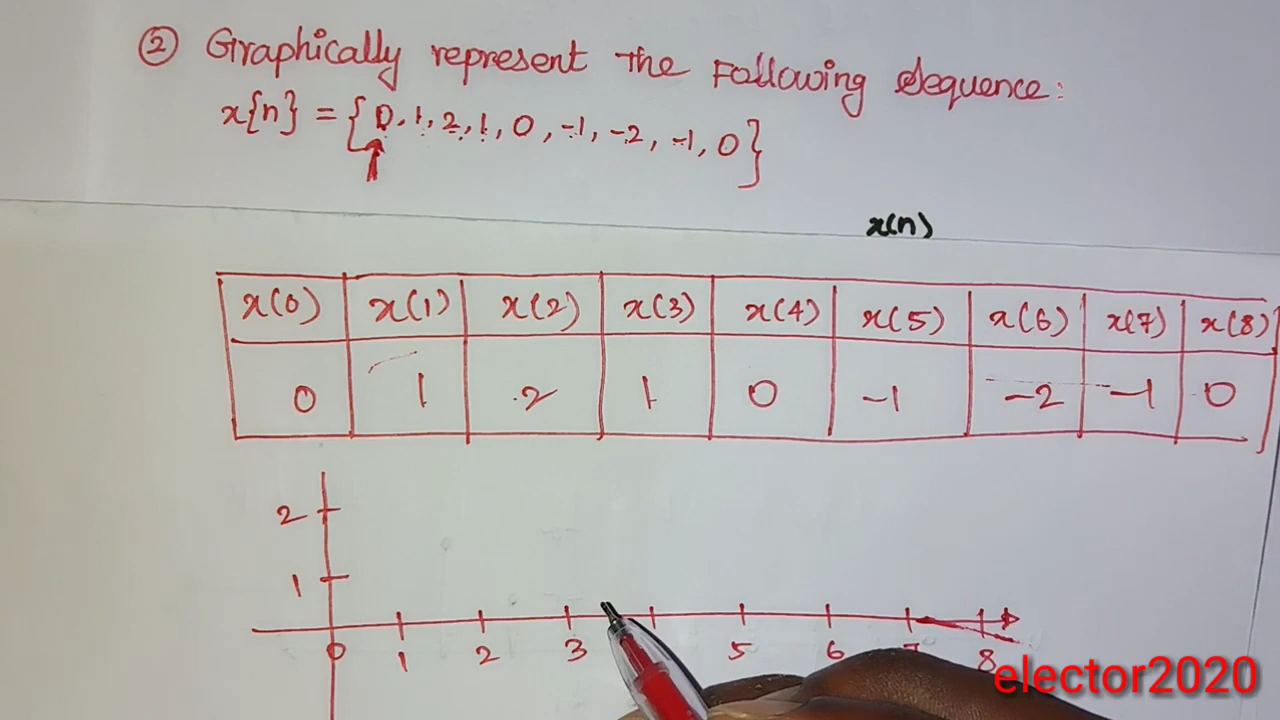 ② Graphically represent the Following Sequence:
x{n} = {0, 1, 2, 1, 0, -1, -2, -1, 0}
x(n)
x(0) x(1) x(2) x(3) x(4) x(5) x(6) x(7) x(8)
0 1 2 1 0 -1 -2 -1 0
2
1
0 1 2 3 5 6 7 8
elector2020